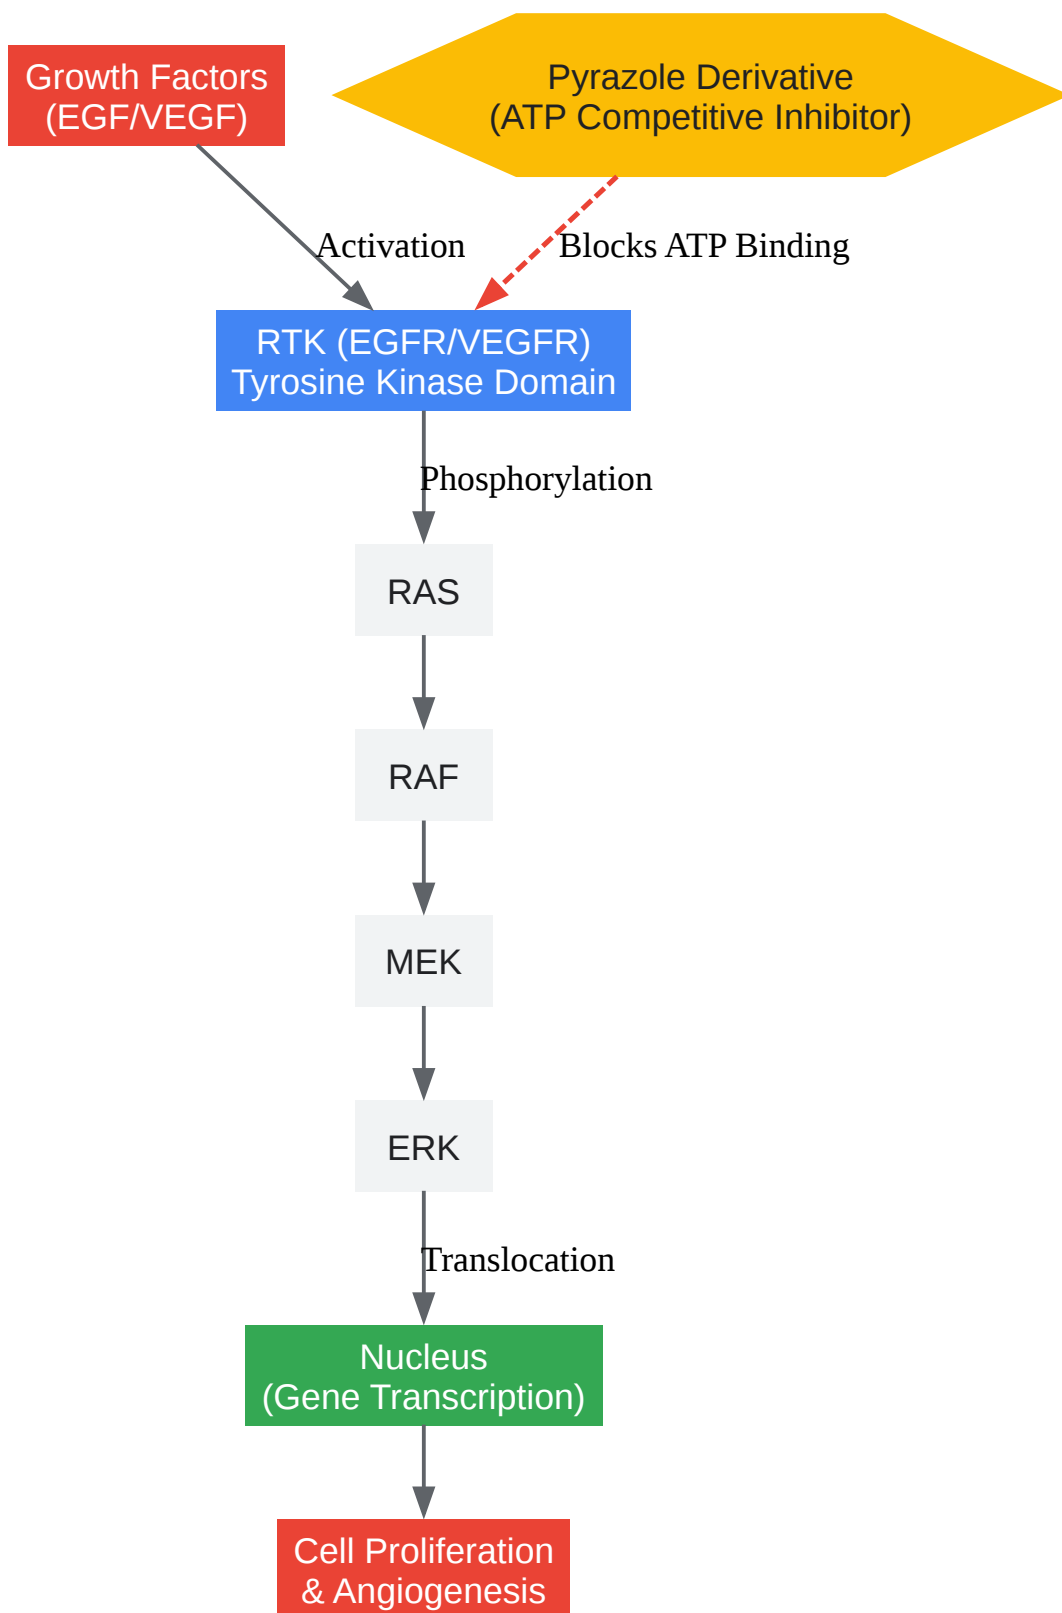 Growth Factors
(EGF/VEGF)
Pyrazole Derivative
(ATP Competitive Inhibitor)
Activation
Blocks ATP Binding
RTK (EGFR/VEGFR)
Tyrosine Kinase Domain
Phosphorylation
RAS
RAF
MEK
ERK
Translocation
Nucleus
(Gene Transcription)
Cell Proliferation
& Angiogenesis